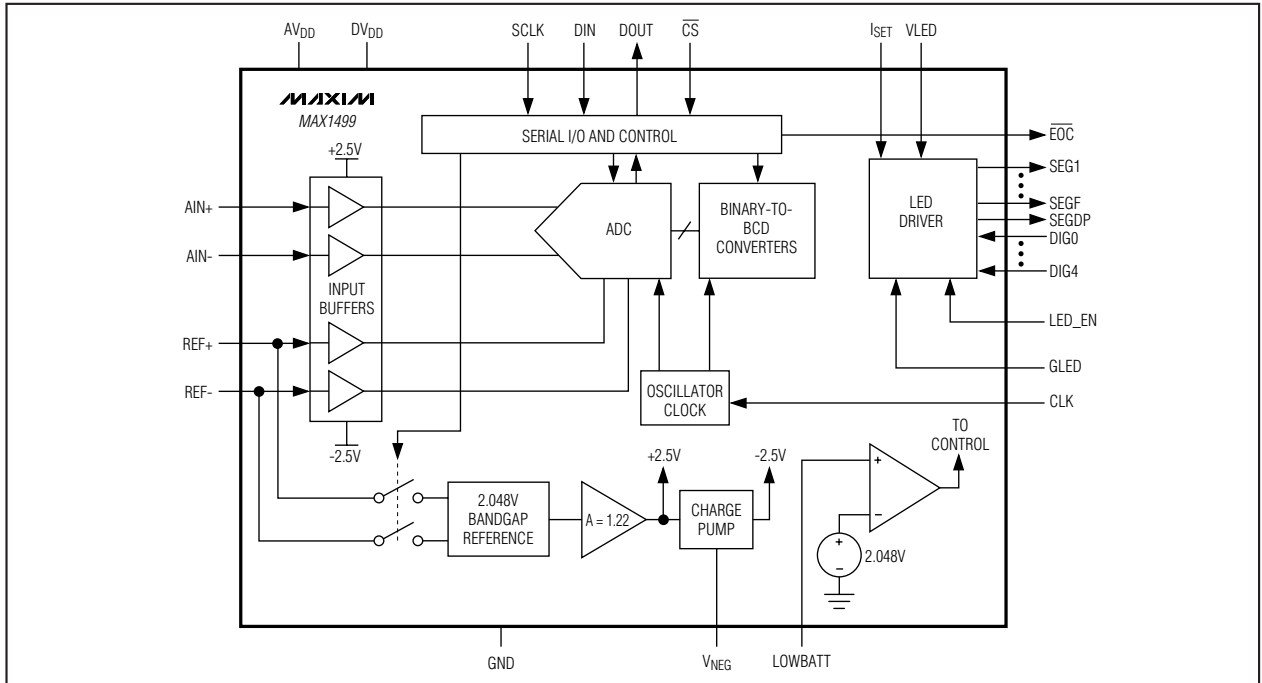 AVDD
DVDD
SCLK
DIN
DOUT
CS
ISET
VLED
MAXIM
MAX1499
SERIAL I/O AND CONTROL
EOC
+2.5V
AIN+
AIN-
INPUT
BUFFERS
REF+
REF-
-2.5V
ADC
BINARY-TO-
BCD
CONVERTERS
LED
DRIVER
SEG1
SEGF
SEGDP
DIG0
DIG4
LED_EN
GLED
OSCILLATOR
CLOCK
CLK
2.048V
BANDGAP
REFERENCE
A = 1.22
+2.5V
CHARGE
PUMP
-2.5V
TO
CONTROL
+
−
+
−
2.048V
GND
VNEG
LOWBATT